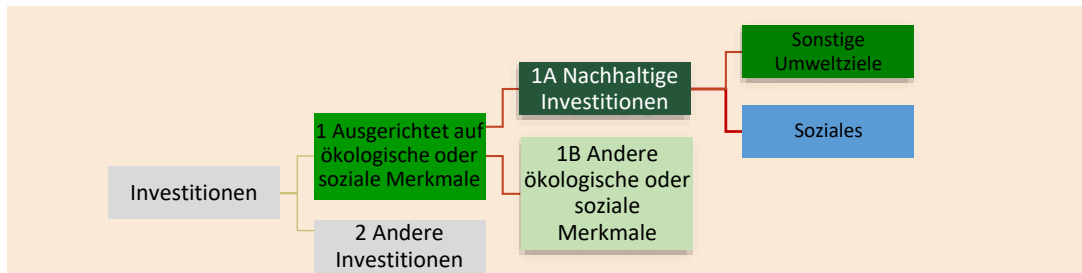 Investitionen
1 Ausgerichtet auf
ökologische oder
soziale Merkmale
2 Andere
Investitionen
1A Nachhaltige
Investitionen
1B Andere
ökologische oder
soziale
Merkmale
Sonstige
Umweltziele
Soziales